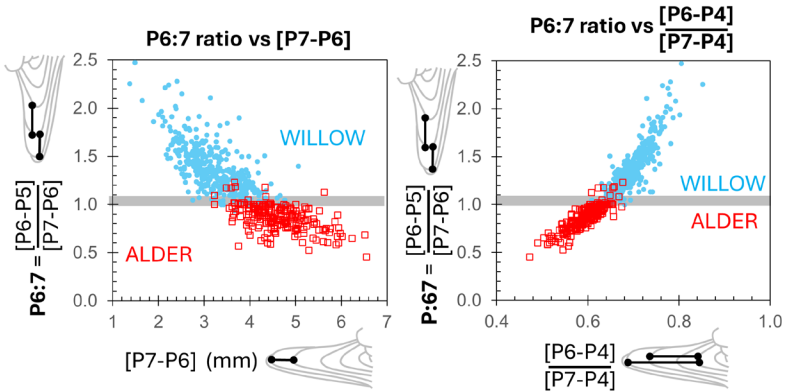 P6:7 ratio vs [P7-P6]
2.5
2.0
1.5
1.0
0.5
0.0
WILLOW
ALDER
P6:7 = [P6-P5]
[P7-P6]
1 2 3 4 5 6 7
[P7-P6] (mm)
P6:7 ratio vs [P6-P4]
[P7-P4]
2.5
2.0
1.5
1.0
0.5
0.0
WILLOW
ALDER
P:67 = [P6-P5]
[P7-P6]
0.4 0.6 0.8 1.0
[P6-P4]
[P7-P4]